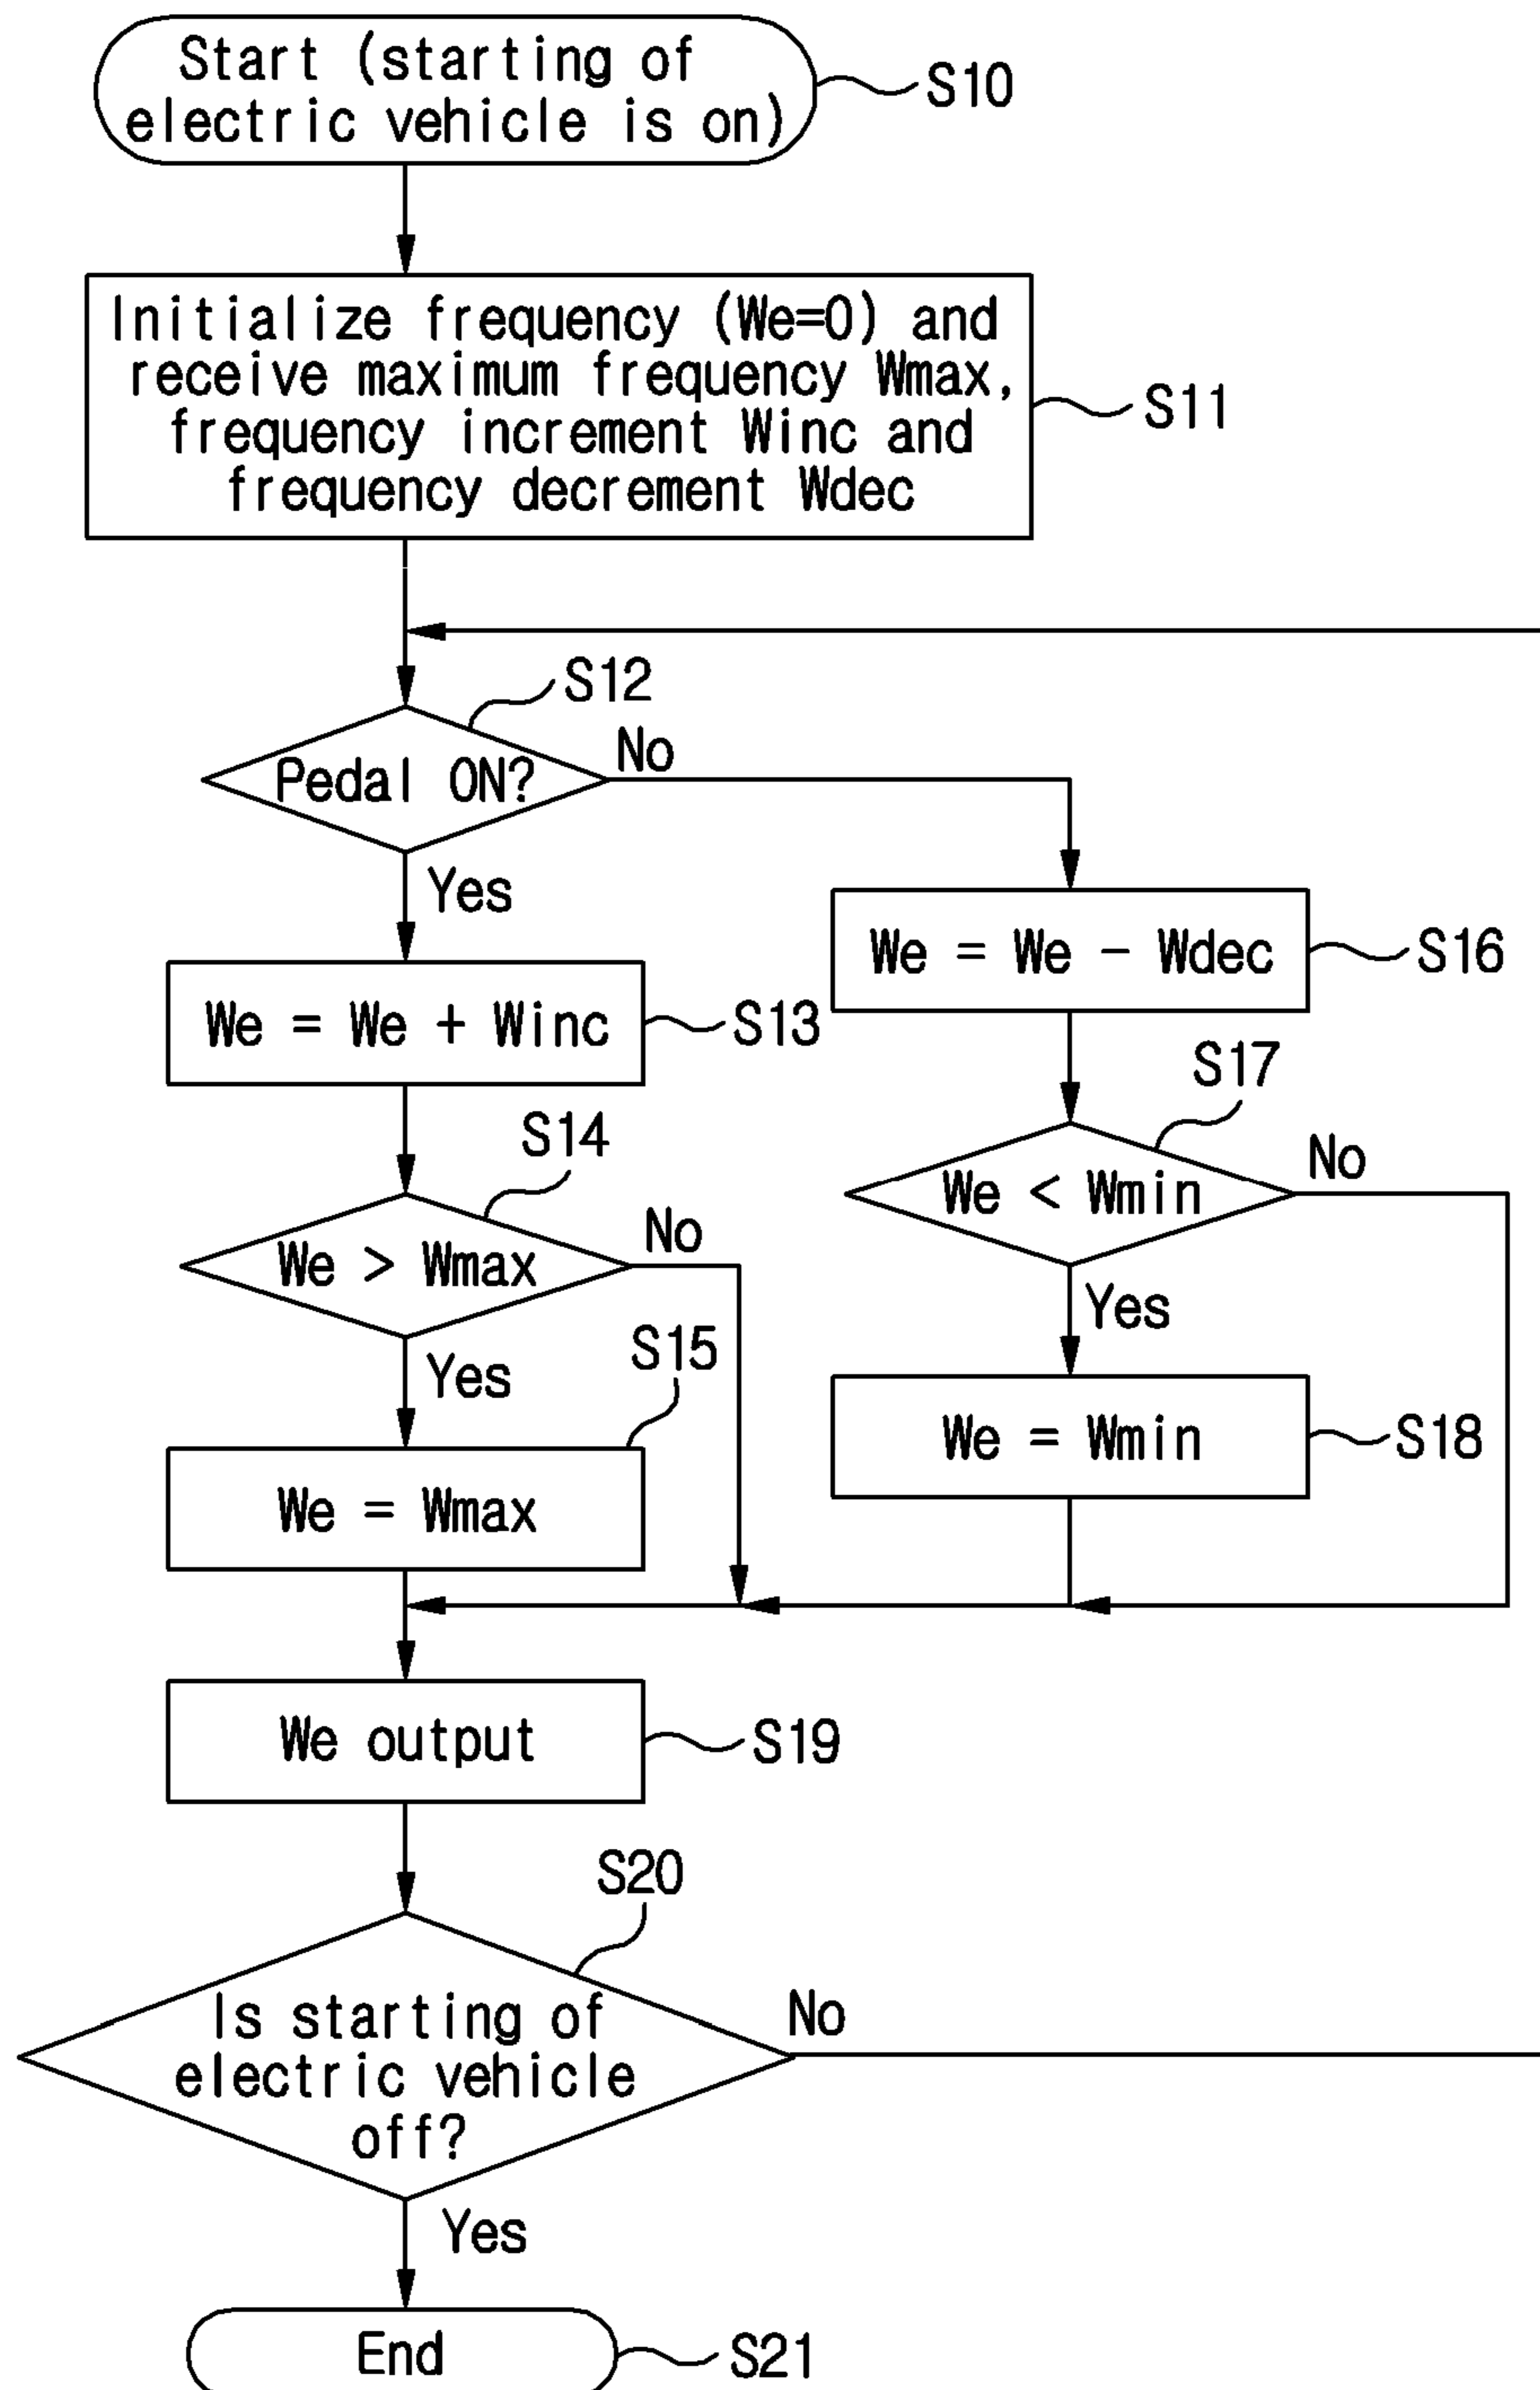 Start (starting of
electric vehicle is on)
S10
Initialize frequency (We=0) and
receive maximum frequency Wmax,
frequency increment Winc and
frequency decrement Wdec
S11
S12
Pedal ON?
No
Yes
We = We - Wdec
S16
We = We + Winc
S13
S17
S14
We < Wmin
No
We > Wmax
No
Yes
S15
Yes
We = Wmin
S18
We = Wmax
We output
S19
S20
Is starting of
electric vehicle
off?
No
Yes
End
S21